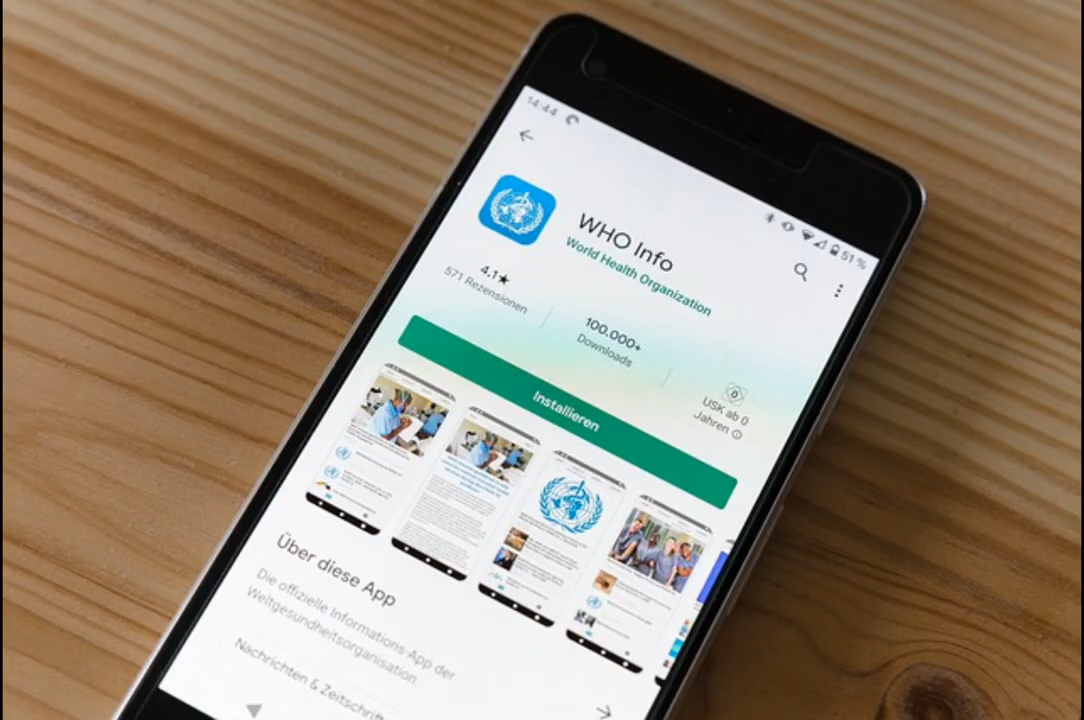 14:44
51 %
WHO Info
World Health Organization
4.1★
571 Rezensionen
100.000+
Downloads
0
USK ab 0
Jahren
Installieren
Über diese App
Die offizielle Informations-App der
Weltgesundheitsorganisation.
Nachrichten & Zeitschrift